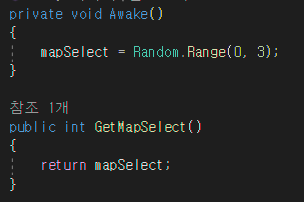 private void Awake()
{
mapSelect = Random.Range(0, 3);
}
참조 1개
public int GetMapSelect()
{
return mapSelect;
}